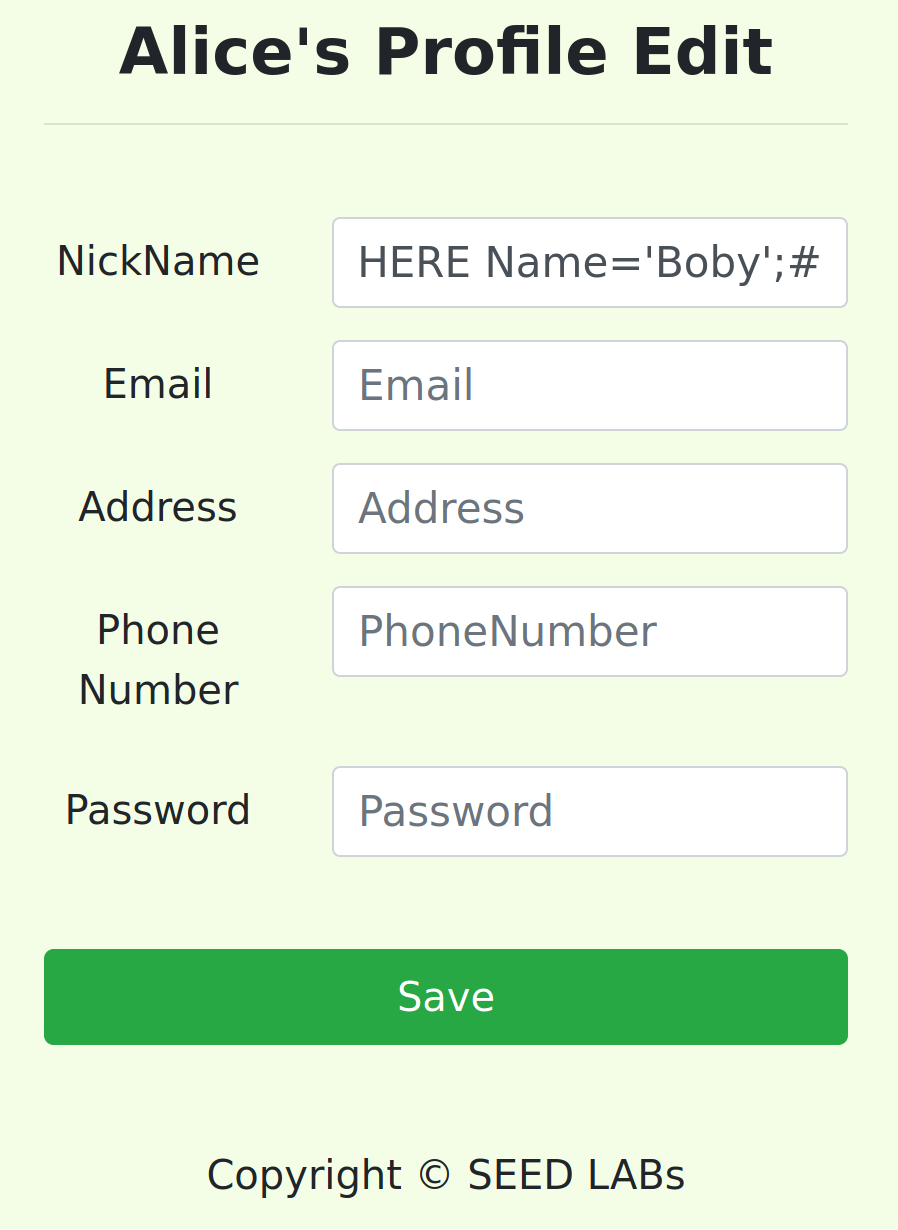 Alice's Profile Edit
NickName
HERE Name='Boby';#
Email
Email
Address
Address
Phone
Number
PhoneNumber
Password
Password
Save
Copyright © SEED LABs